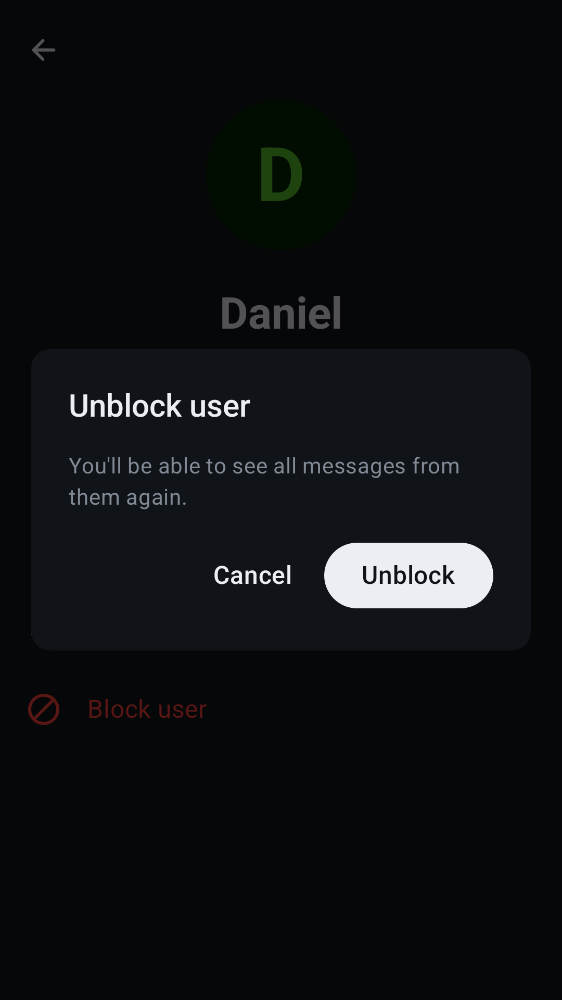 D
Daniel
Unblock user
You'll be able to see all messages from
them again.
Cancel
Unblock
Block user